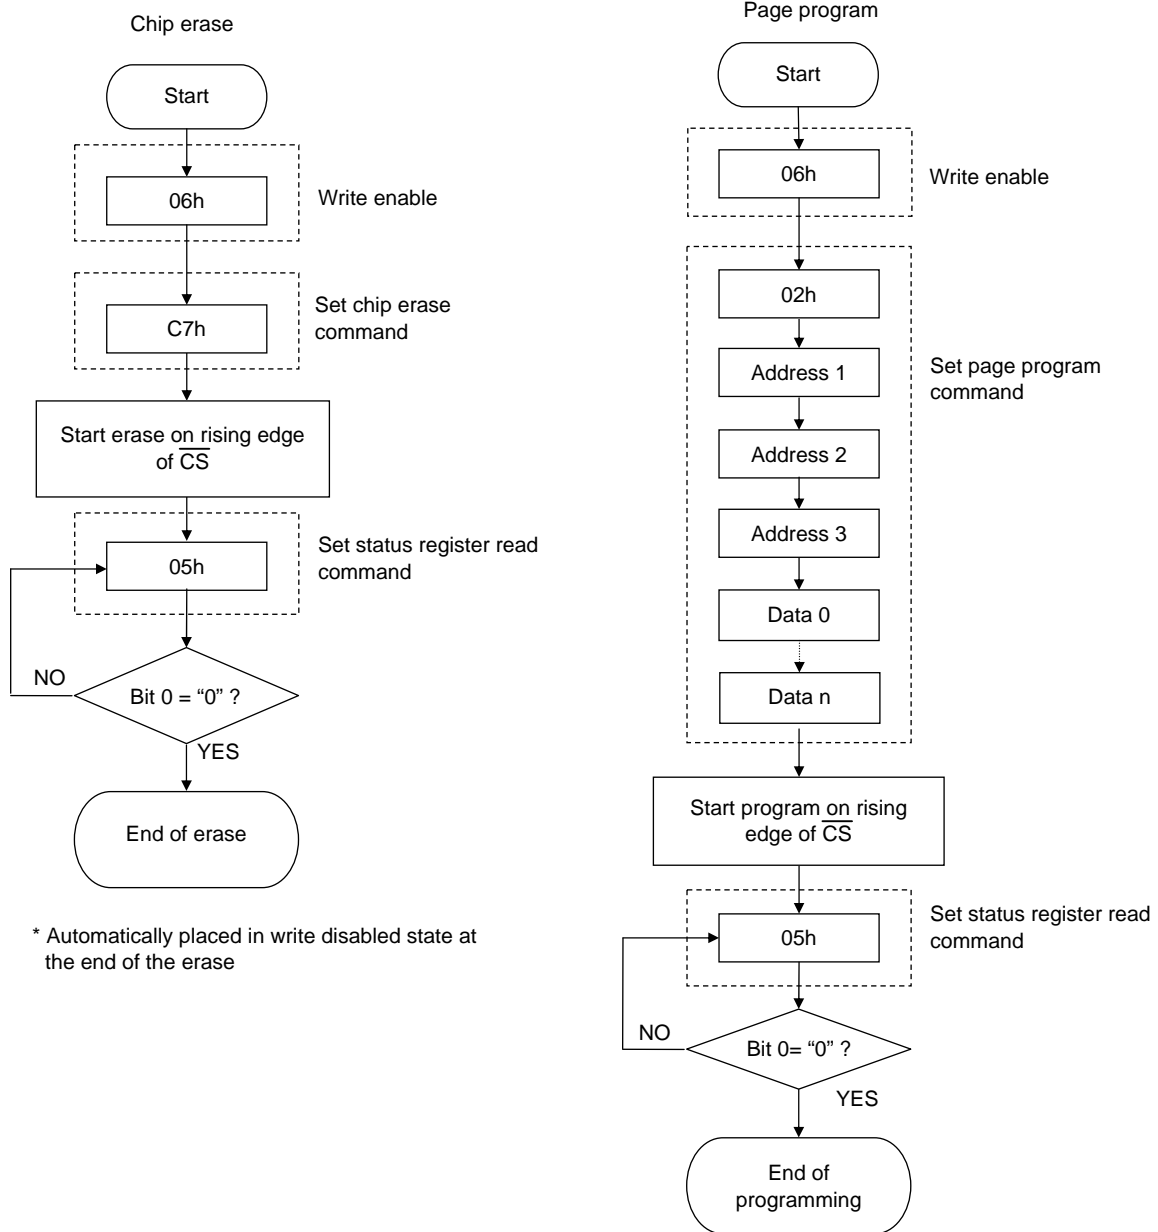 Chip erase
Start
06h
Write enable
C7h
Set chip erase
command
Start erase on rising edge
of CS
05h
Set status register read
command
Bit 0 = “0” ?
NO
YES
End of erase
* Automatically placed in write disabled state at
the end of the erase
Page program
Start
06h
Write enable
02h
Address 1
Set page program
command
Address 2
Address 3
Data 0
Data n
Start program on rising
edge of CS
05h
Set status register read
command
NO
Bit 0= “0” ?
YES
End of
programming